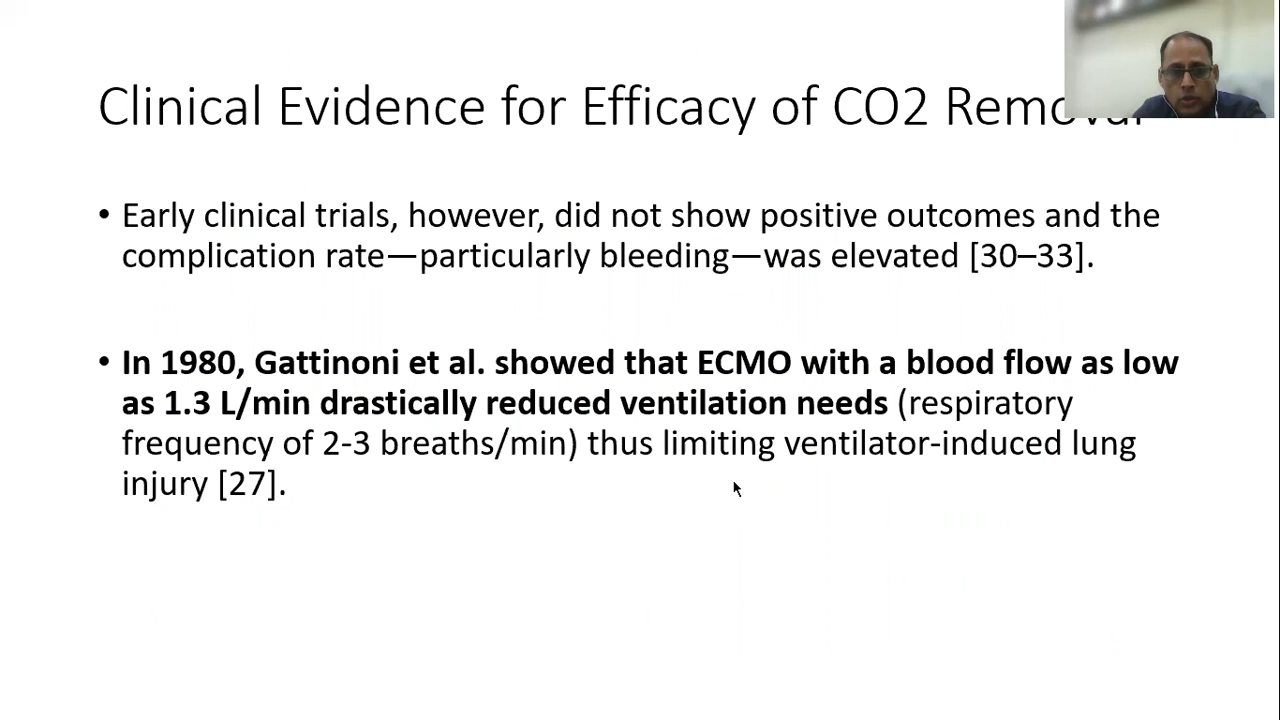 Clinical Evidence for Efficacy of CO2 Removal
• Early clinical trials, however, did not show positive outcomes and the
complication rate—particularly bleeding—was elevated [30–33].
• In 1980, Gattinoni et al. showed that ECMO with a blood flow as low
as 1.3 L/min drastically reduced ventilation needs (respiratory
frequency of 2-3 breaths/min) thus limiting ventilator-induced lung
injury [27].